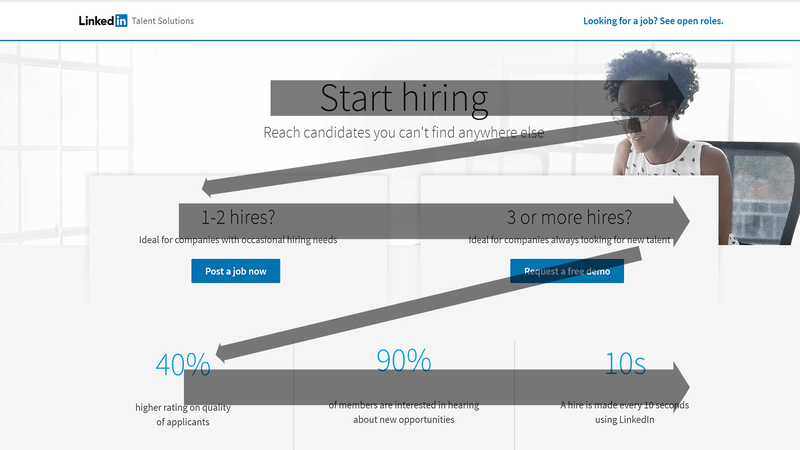 Linked in Talent Solutions
Looking for a job? See open roles.
Start hiring
Reach candidates you can't find anywhere else
1-2 hires?
Ideal for companies with occasional hiring needs
Post a job now
3 or more hires?
Ideal for companies always looking for new talent
Request a free demo
40%
higher rating on quality
of applicants
90%
of members are interested in hearing
about new opportunities
10s
A hire is made every 10 seconds
using LinkedIn